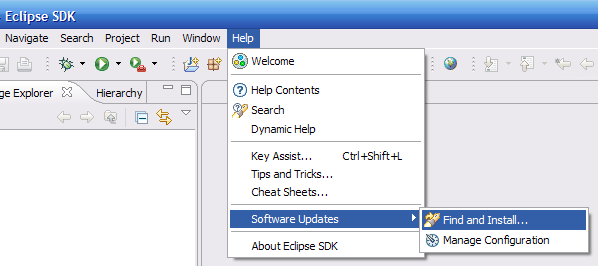 Eclipse SDK
Navigate Search Project Run Window Help
ge Explorer Hierarchy
Welcome
Help Contents
Search
Dynamic Help
Key Assist... Ctrl+Shift+L
Tips and Tricks...
Cheat Sheets...
Software Updates
Find and Install...
Manage Configuration
About Eclipse SDK